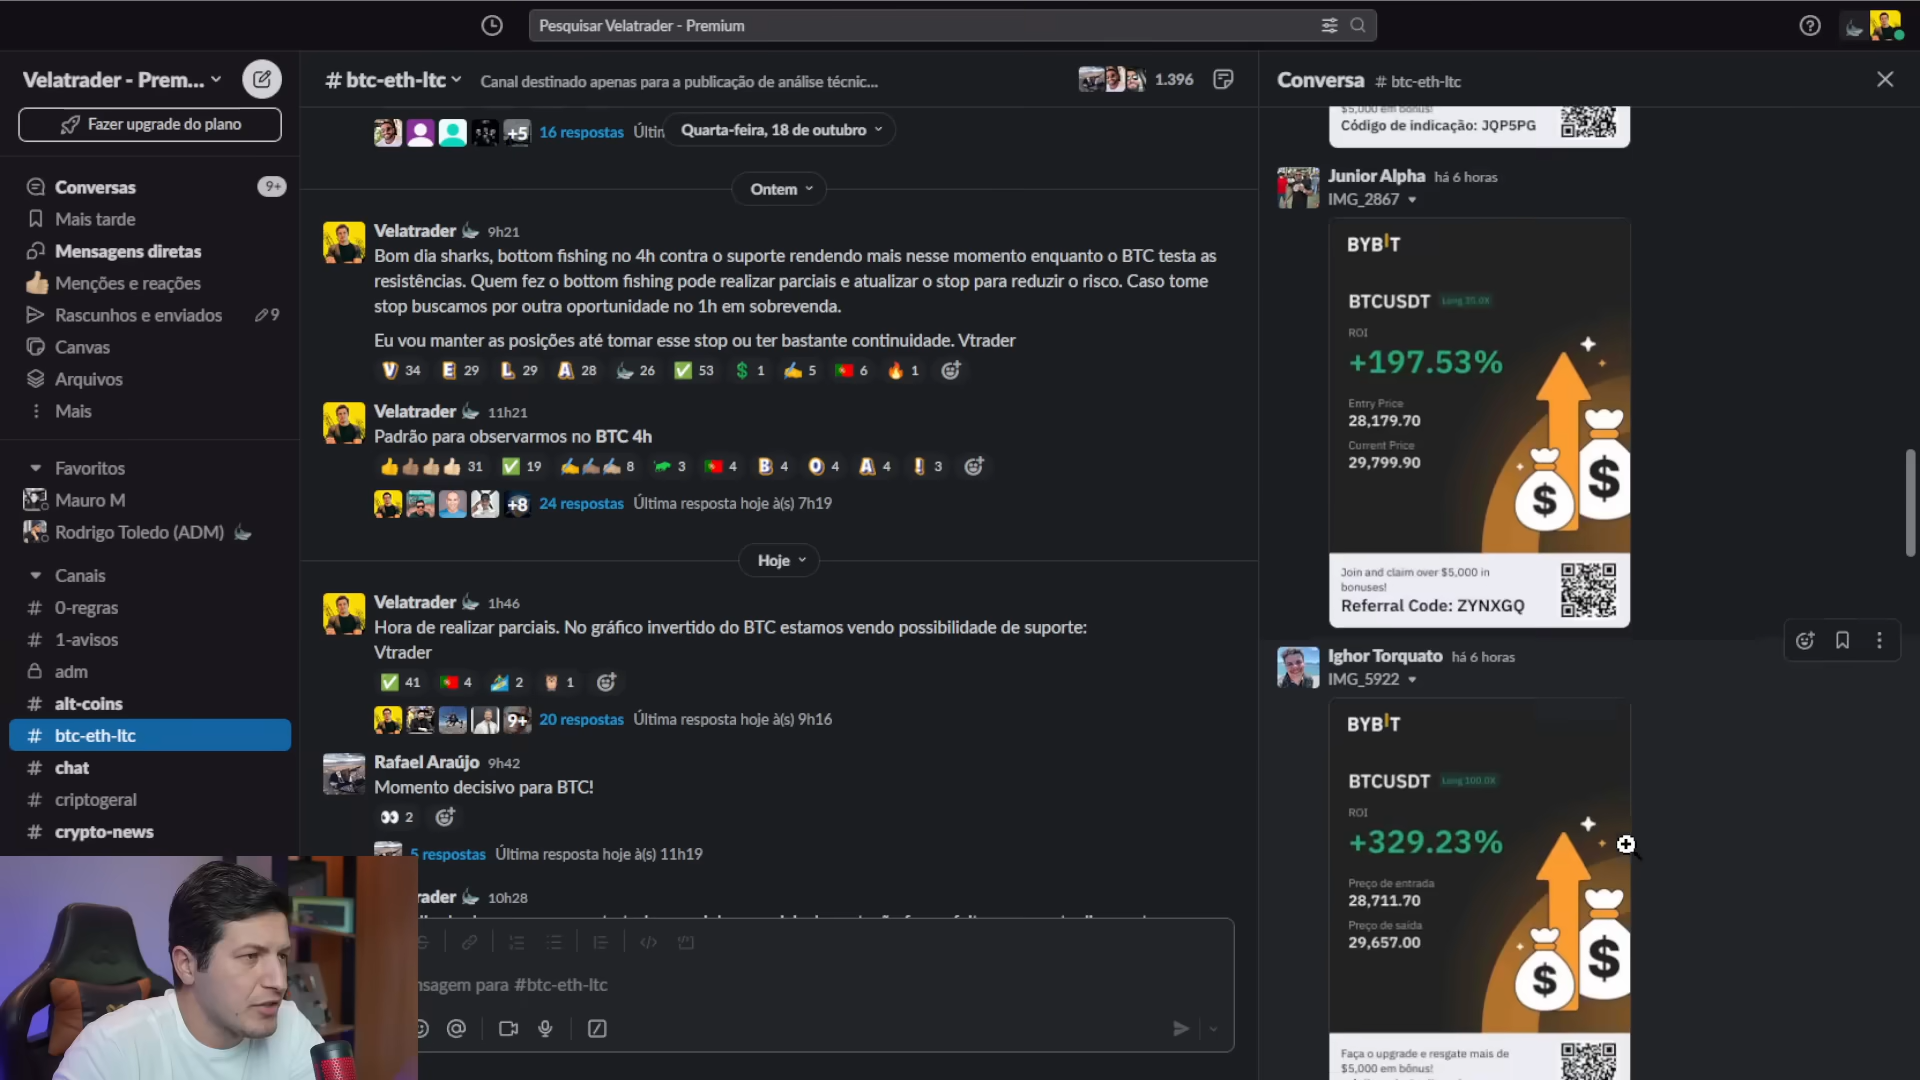 Pesquisar Velatrader - Premium
Velatrader - Prem...
Fazer upgrade do plano
Conversas
9+
Mais tarde
Mensagens diretas
Menções e reações
Rascunhos e enviados
9
Canvas
Arquivos
Mais
Favoritos
Mauro M
Rodrigo Toledo (ADM)
Canais
# 0-regras
# 1-avisos
adm
# alt-coins
# btc-eth-ltc
# chat
# criptogeral
# crypto-news
# btc-eth-ltc
Canal destinado apenas para a publicação de análise técnic...
1.396
+5
16 respostas
Últin
Quarta-feira, 18 de outubro
Ontem
Velatrader 9h21
Bom dia sharks, bottom fishing no 4h contra o suporte rendendo mais nesse momento enquanto o BTC testa as
resistências. Quem fez o bottom fishing pode realizar parciais e atualizar o stop para reduzir o risco. Caso tome
stop buscamos por outra oportunidade no 1h em sobrevenda.
Eu vou manter as posições até tomar esse stop ou ter bastante continuidade. Vtrader
V 34 E 29 L 29 A 28 26 53 $ 1 5 6 1
Velatrader 11h21
Padrão para observarmos no BTC 4h
31 19 8 3 4 B 4 O 4 A 4 ! 3
+8 24 respostas Última resposta hoje à(s) 7h19
Hoje
Velatrader 1h46
Hora de realizar parciais. No gráfico invertido do BTC estamos vendo possibilidade de suporte:
Vtrader
41 4 2 1
9+ 20 respostas Última resposta hoje à(s) 9h16
Rafael Araújo 9h42
Momento decisivo para BTC!
2
5 respostas Última resposta hoje à(s) 11h19
rader 10h28
nsagem para #btc-eth-ltc
Conversa # btc-eth-ltc
$5,000 em bônus!
Código de indicação: JQP5PG
Junior Alpha há 6 horas
IMG_2867
BYBIT
BTCUSDT Long 35.0X
ROI
+197.53%
Entry Price
28,179.70
Current Price
29,799.90
$ $
Join and claim over $5,000 in
bonuses!
Referral Code: ZYNXGQ
Ighor Torquato há 6 horas
IMG_5922
BYBIT
BTCUSDT Long 100.0X
ROI
+329.23%
Preço de entrada
28,711.70
Preço de saída
29,657.00
$ $
Faça o upgrade e resgate mais de
$5,000 em bônus!